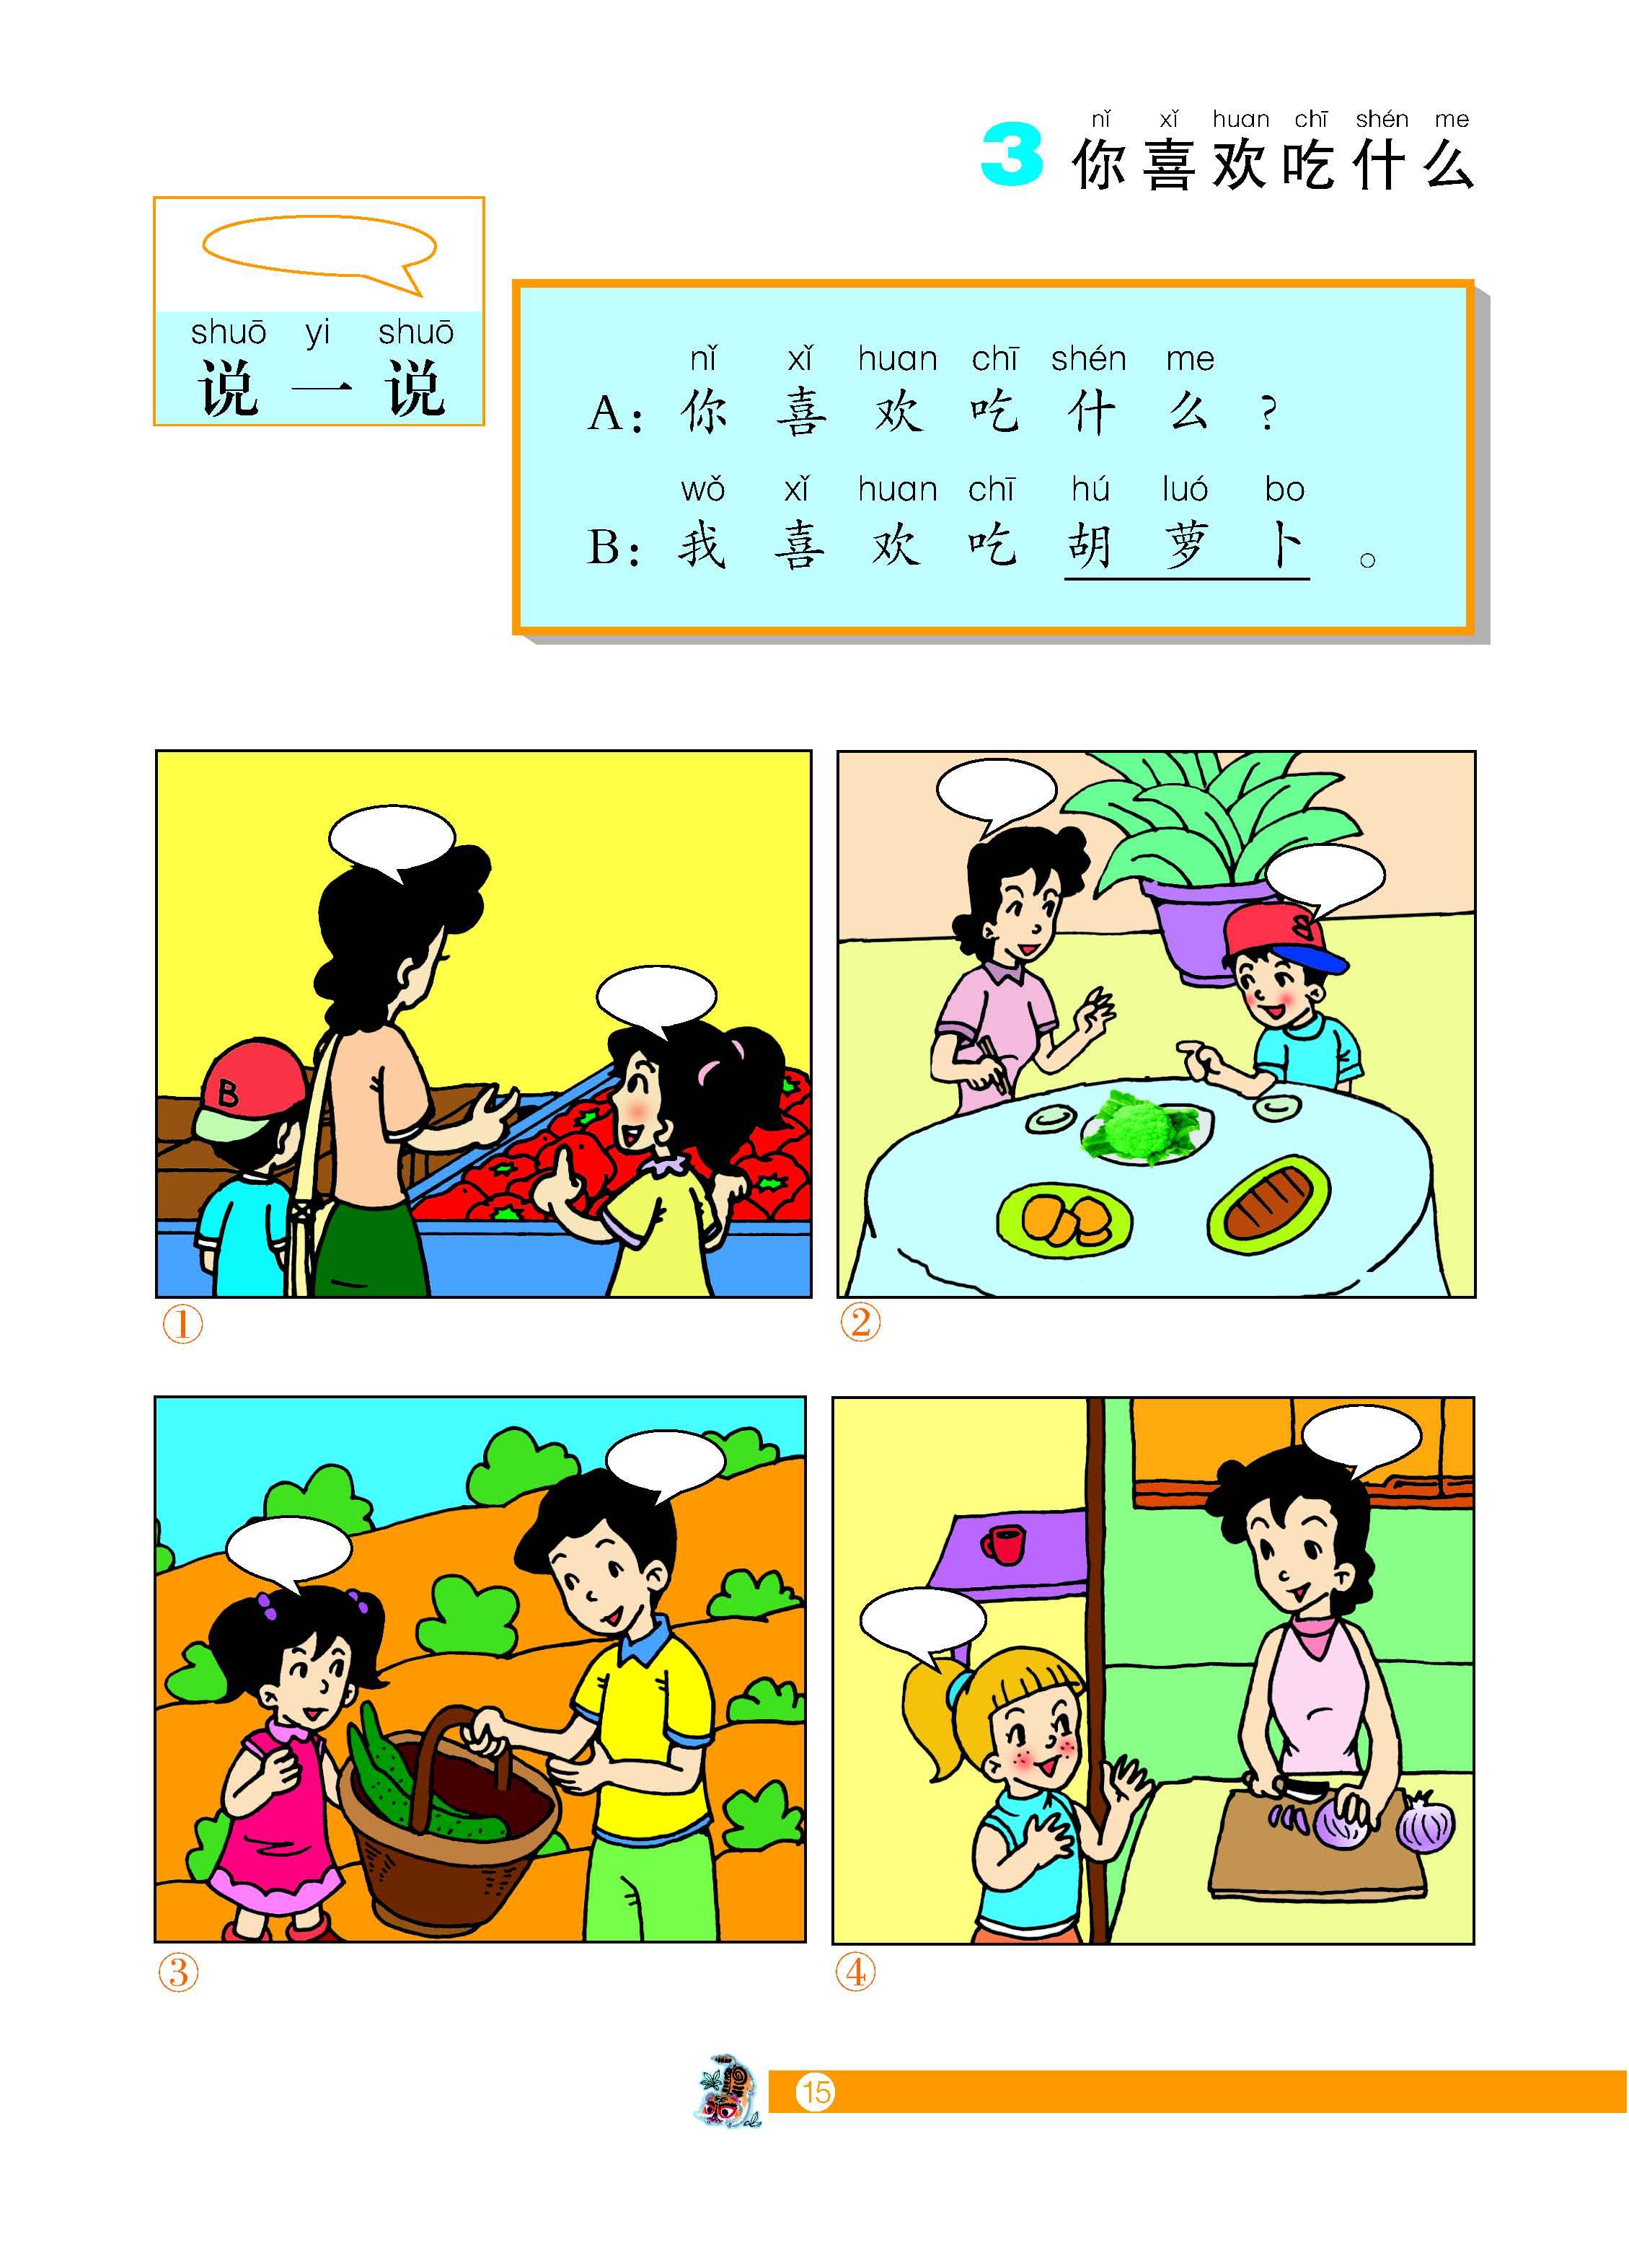 nǐ xǐ huan chī shén me
3 你喜欢吃什么
shuō yi shuō
说一说
nǐ xǐ huan chī shén me
A：你喜欢吃什么？
wǒ xǐ huan chī hú luó bo
B：我喜欢吃胡萝卜。
B
B
①
②
③
④
15